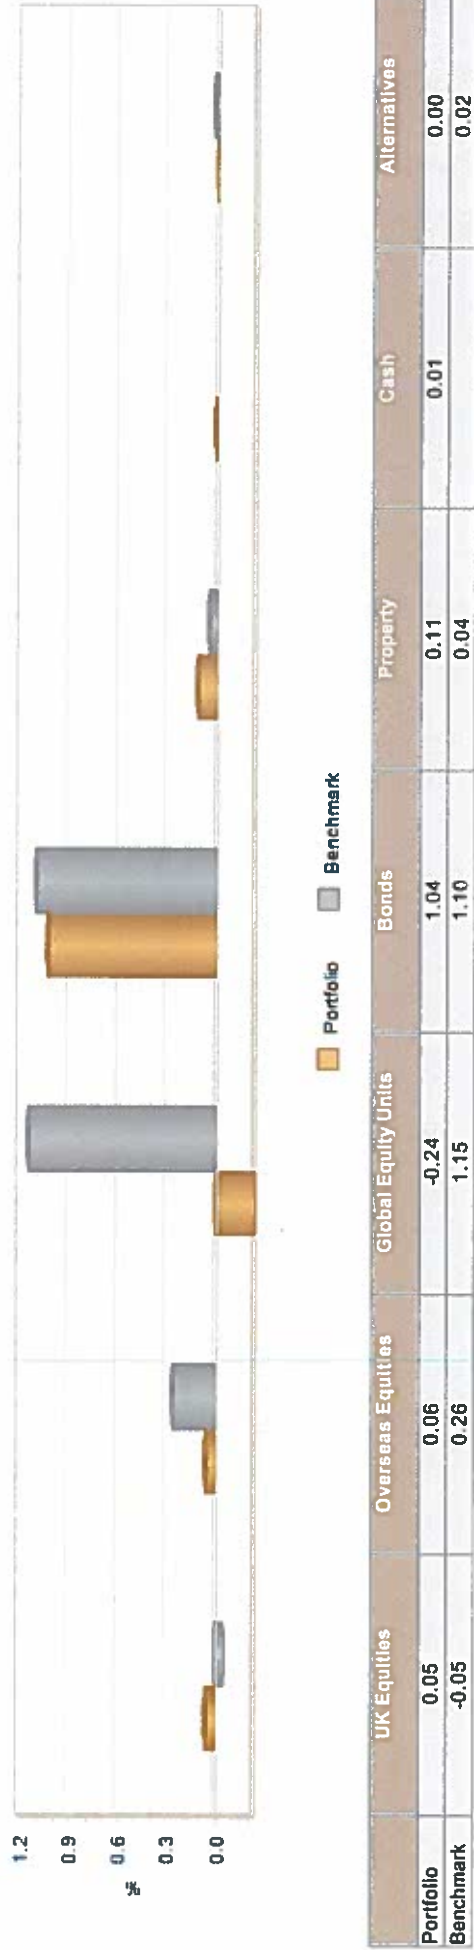 1.2
0.9
0.6
0.3
0.0
%
Portfolio Benchmark
UK Equities Overseas Equities Global Equity Units Bonds Property Cash Alternatives
Portfolio 0.05 0.06 -0.24 1.04 0.11 0.01 0.00
Benchmark -0.05 0.26 1.15 1.10 0.04 0.02